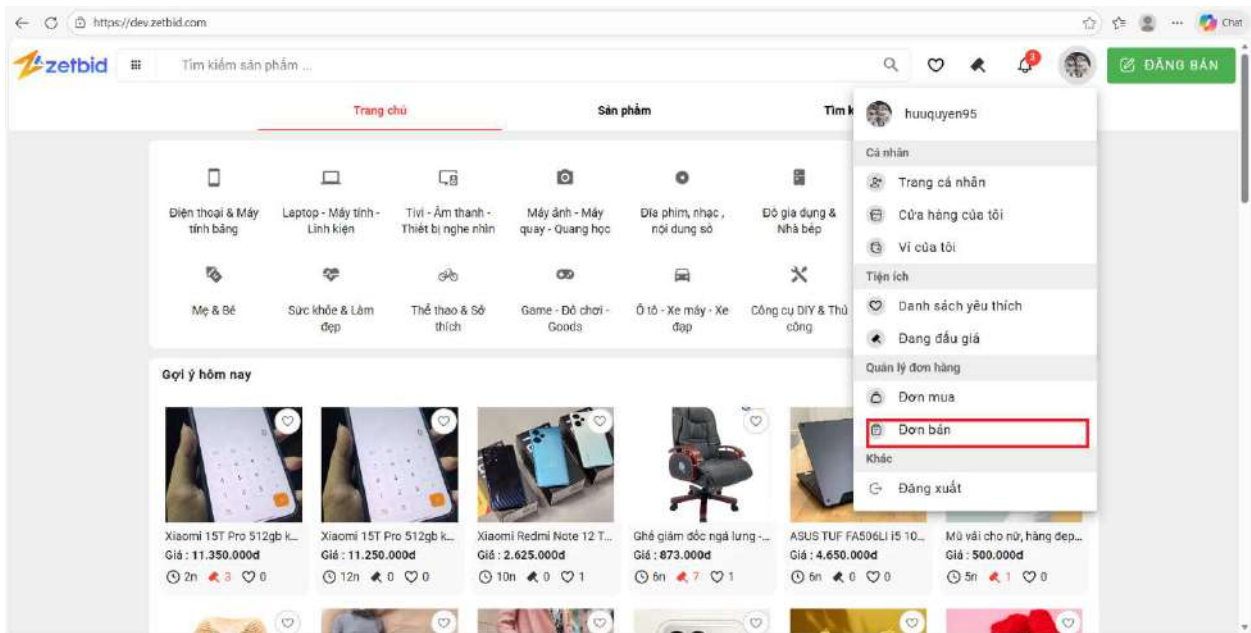 https://dev.zetbid.com
Chat
zetbid
Tìm kiếm sản phẩm ...
3
ĐĂNG BÁN
Trang chủ
Sản phẩm
Tìm k
huuquyen95
Cá nhân
Trang cá nhân
Cửa hàng của tôi
Ví của tôi
Tiện ích
Danh sách yêu thích
Đang đấu giá
Quản lý đơn hàng
Đơn mua
Đơn bán
Khác
Đăng xuất
Điện thoại & Máy
tính bảng
Laptop - Máy tính -
Linh kiện
Tivi - Âm thanh -
Thiết bị nghe nhìn
Máy ảnh - Máy
quay - Quang học
Đĩa phim, nhạc ,
nội dung số
Đồ gia dụng &
Nhà bếp
Mẹ & Bé
Sức khỏe & Làm
đẹp
Thể thao & Sở
thích
Game - Đồ chơi -
Goods
Ô tô - Xe máy - Xe
đạp
Công cụ DIY & Thủ
công
Gợi ý hôm nay
Xiaomi 15T Pro 512gb k...
Giá : 11.350.000đ
2n 3 0
Xiaomi 15T Pro 512gb k...
Giá : 11.250.000đ
12n 0 0
Xiaomi Redmi Note 12 T...
Giá : 2.625.000đ
10n 0 1
Ghế giám đốc ngả lưng -...
Giá : 873.000đ
6n 7 1
ASUS TUF FA506LI i5 10...
Giá : 4.650.000đ
6n 0 0
Mũ vải cho nữ, hàng đẹp...
Giá : 500.000đ
5n 1 0